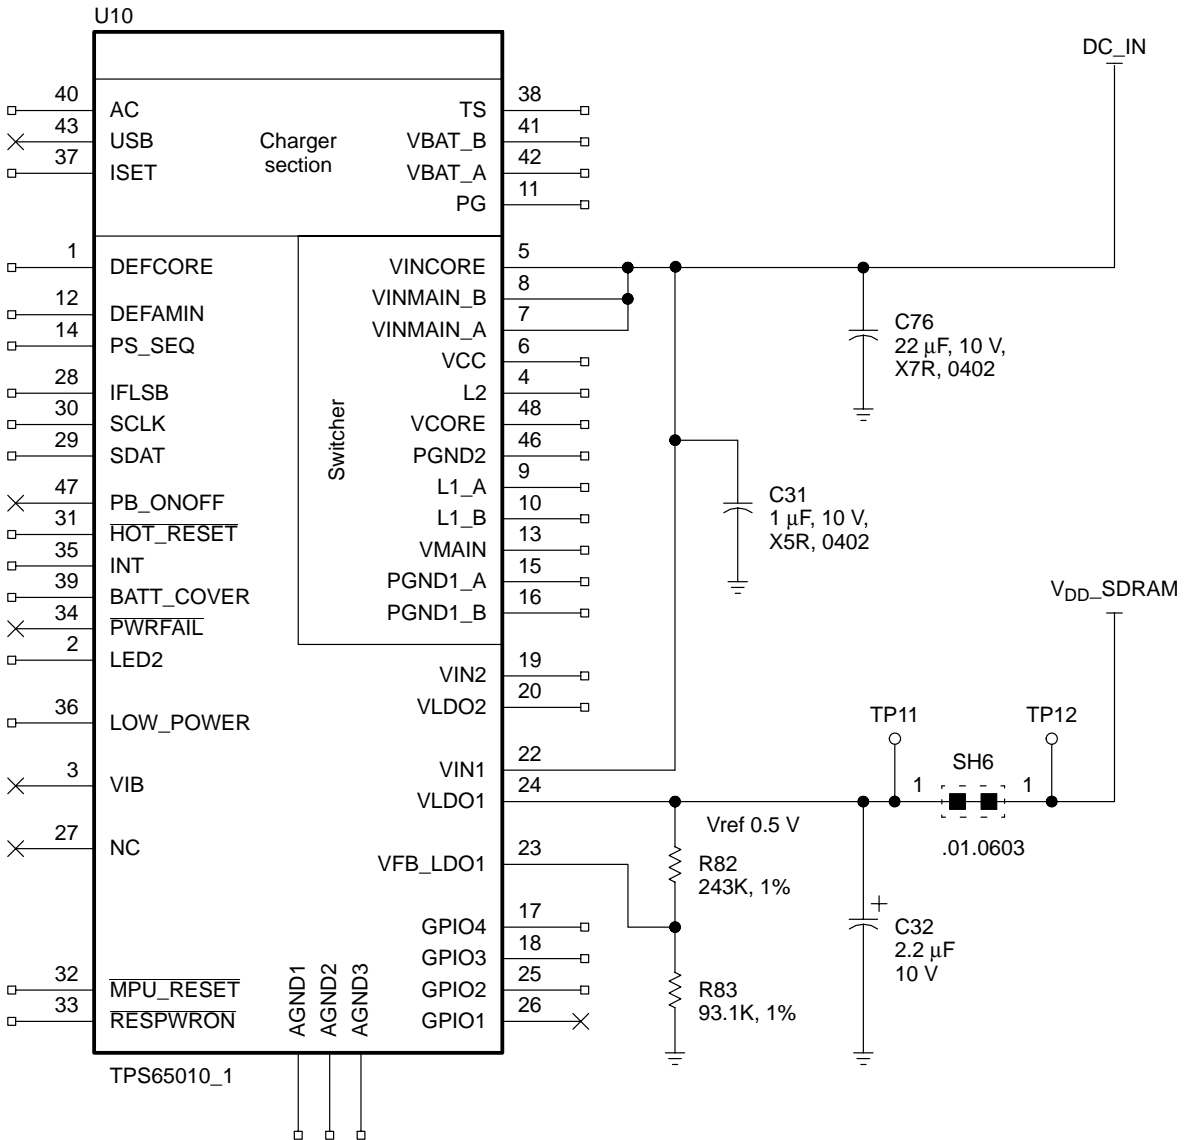 U10
DC_IN
40 AC
43 USB
37 ISET
Charger
section
TS 38
VBAT_B 41
VBAT_A 42
PG 11
1 DEFCORE
12 DEFAMIN
14 PS_SEQ
28 IFLSB
30 SCLK
29 SDAT
47 PB_ONOFF
31 HOT_RESET
35 INT
39 BATT_COVER
34 PWRFAIL
2 LED2
36 LOW_POWER
3 VIB
27 NC
32 MPU_RESET
33 RESPWRON
Switcher
VINCORE 5
VINMAIN_B 8
VINMAIN_A 7
VCC 6
L2 4
VCORE 48
PGND2 46
L1_A 9
L1_B 10
VMAIN 13
PGND1_A 15
PGND1_B 16
VIN2 19
VLDO2 20
VIN1 22
VLDO1 24
VFB_LDO1 23
GPIO4 17
GPIO3 18
GPIO2 25
GPIO1 26
AGND1
AGND2
AGND3
TPS65010_1
C76
22 μF, 10 V,
X7R, 0402
C31
1 μF, 10 V,
X5R, 0402
VDD_SDRAM
TP11
TP12
SH6
1 1
.01.0603
Vref 0.5 V
R82
243K, 1%
R83
93.1K, 1%
+
C32
2.2 μF
10 V